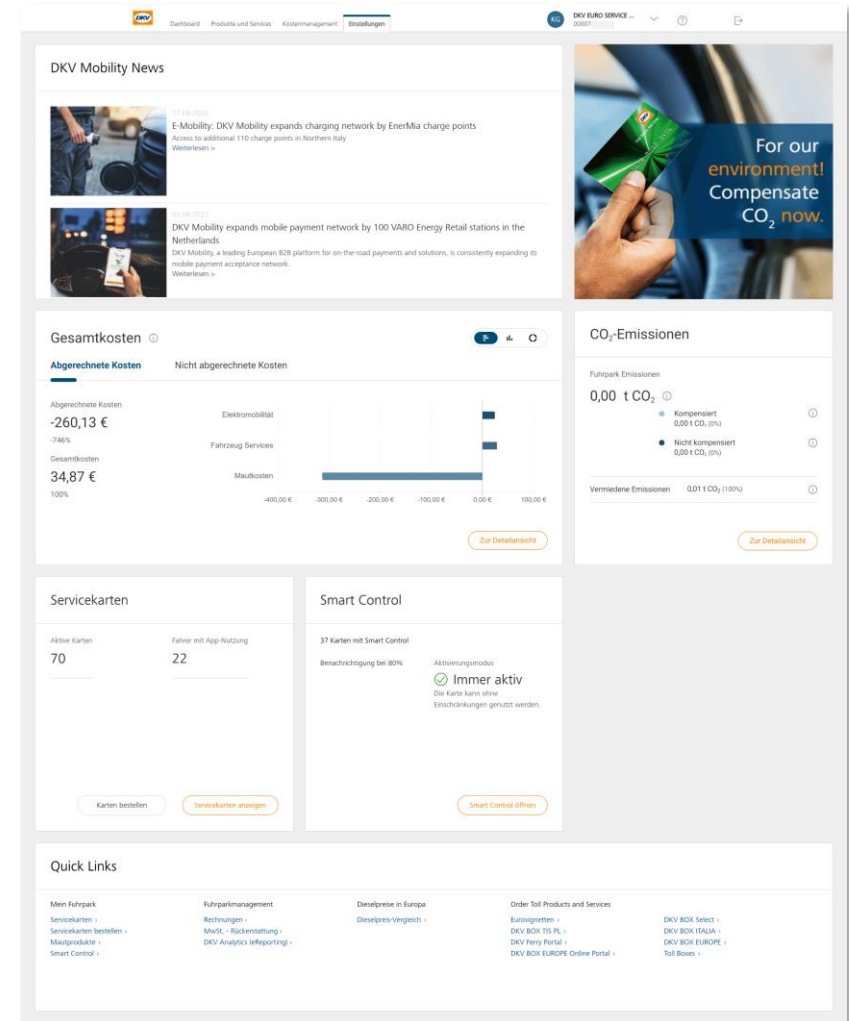 DKV
Dashboard Produkte und Services Kostenmanagement Einstellungen
KG
DKV EURO SERVICE ...
00007
DKV Mobility News
17.08.2022
E-Mobility: DKV Mobility expands charging network by EnerMia charge points
Access to additional 110 charge points in Northern Italy
Weiterlesen >
DKV Mobility expands mobile payment network by 100 VARO Energy Retail stations in the
Netherlands
DKV Mobility, a leading European B2B platform for on-the-road payments and solutions, is consistently expanding its
mobile payment acceptance network.
Weiterlesen >
For our
environment!
Compensate
CO₂ now.
Gesamtkosten
Abgerechnete Kosten Nicht abgerechnete Kosten
Abgerechnete Kosten
-260,13 €
-746%
Gesamtkosten
34,87 €
100%
Elektromobilität
Fahrzeug Services
Mautkosten
-400,00 € -300,00 € -200,00 € -100,00 € 0,00 € 100,00 €
Zur Detailansicht
CO₂-Emissionen
Fuhrpark Emissionen
0,00 t CO₂
Kompensiert
0,00 t CO₂ (0%)
Nicht kompensiert
0,00 t CO₂ (0%)
Vermiedene Emissionen 0,01 t CO₂ (100%)
Zur Detailansicht
Servicekarten
Aktive Karten Fahrer mit App-Nutzung
70 22
Karten bestellen Servicekarten anzeigen
Smart Control
37 Karten mit Smart Control
Benachrichtigung bei 80% Aktivierungsmodus
Immer aktiv
Die Karte kann ohne
Einschränkungen genutzt werden.
Smart Control öffnen
Quick Links
Mein Fuhrpark
Servicekarten ›
Servicekarten bestellen ›
Mautprodukte ›
Smart Control ›
Fuhrparkmanagement
Rechnungen ›
MwSt. - Rückerstattung ›
DKV Analytics (eReporting) ›
Dieselpreise in Europa
Dieselpreis-Vergleich ›
Order Toll Products and Services
Eurovignetten ›
DKV BOX TIS PL ›
DKV Ferry Portal ›
DKV BOX EUROPE Online Portal ›
DKV BOX Select ›
DKV BOX ITALIA ›
DKV BOX EUROPE ›
Toll Boxes ›